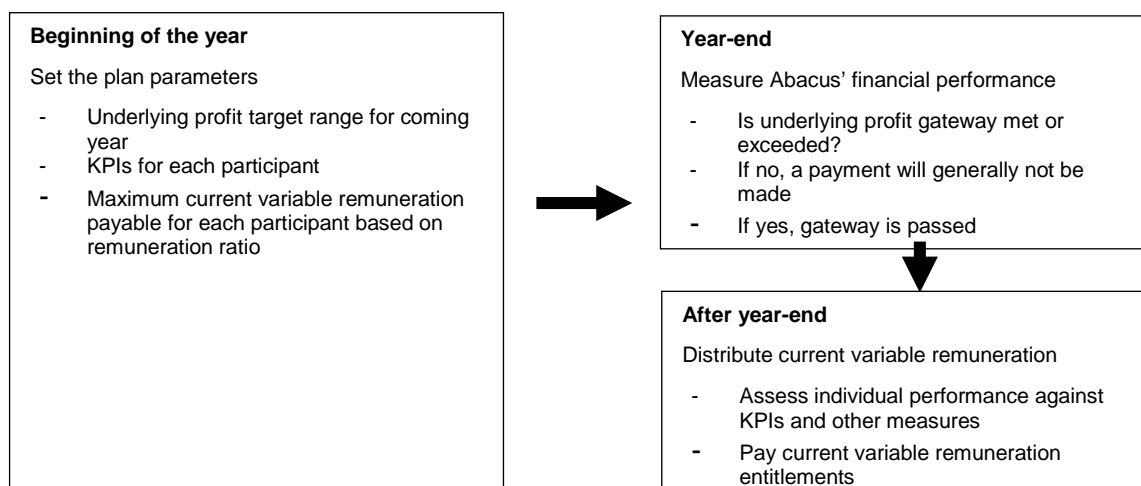 Beginning of the year
Set the plan parameters
- Underlying profit target range for coming
year
- KPIs for each participant
- Maximum current variable remuneration
payable for each participant based on
remuneration ratio
Year-end
Measure Abacus’ financial performance
- Is underlying profit gateway met or
exceeded?
- If no, a payment will generally not be
made
- If yes, gateway is passed
After year-end
Distribute current variable remuneration
- Assess individual performance against
KPIs and other measures
- Pay current variable remuneration
entitlements